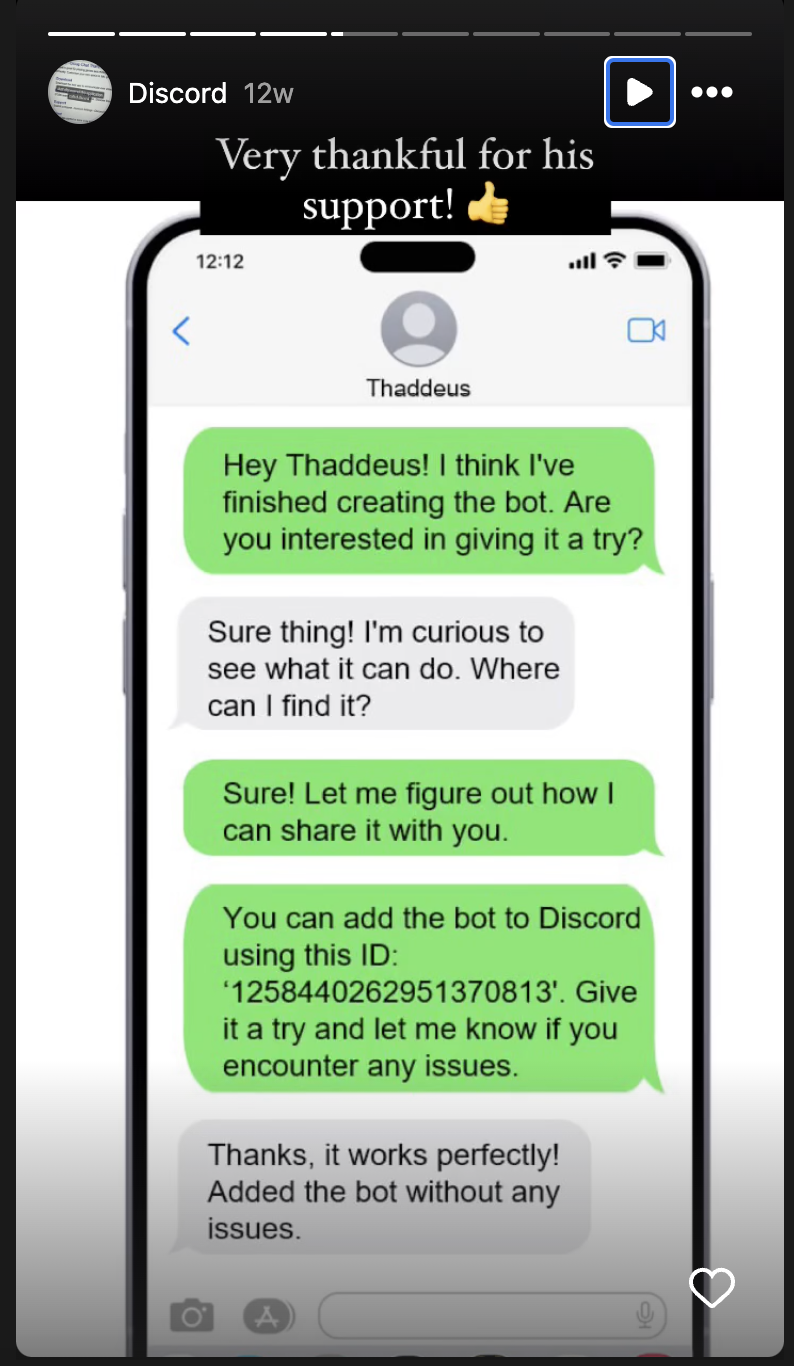 Discord 12w
Very thankful for his
support! 👍
12:12
Thaddeus
Hey Thaddeus! I think I've
finished creating the bot. Are
you interested in giving it a try?
Sure thing! I'm curious to
see what it can do. Where
can I find it?
Sure! Let me figure out how I
can share it with you.
You can add the bot to Discord
using this ID:
‘1258440262951370813'. Give
it a try and let me know if you
encounter any issues.
Thanks, it works perfectly!
Added the bot without any
issues.